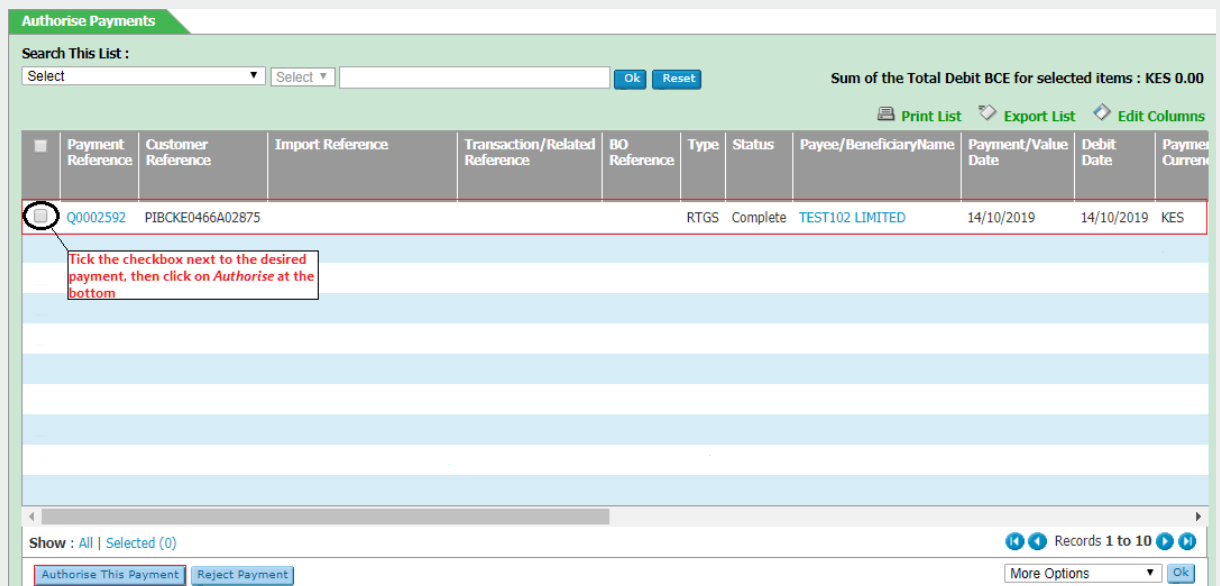 Authorise Payments
Search This List :
Select Select Ok Reset Sum of the Total Debit BCE for selected items : KES 0.00
Print List Export List Edit Columns
Payment Customer Import Reference Transaction/Related BO Type Status Payee/BeneficiaryName Payment/Value Debit Paymen
Reference Reference Reference Reference Date Date Curren
Q0002592 PIBCKE0466A02875 RTGS Complete TEST102 LIMITED 14/10/2019 14/10/2019 KES
Tick the checkbox next to the desired
payment, then click on Authorise at the
bottom
Show : All | Selected (0) Records 1 to 10
Authorise This Payment Reject Payment More Options Ok